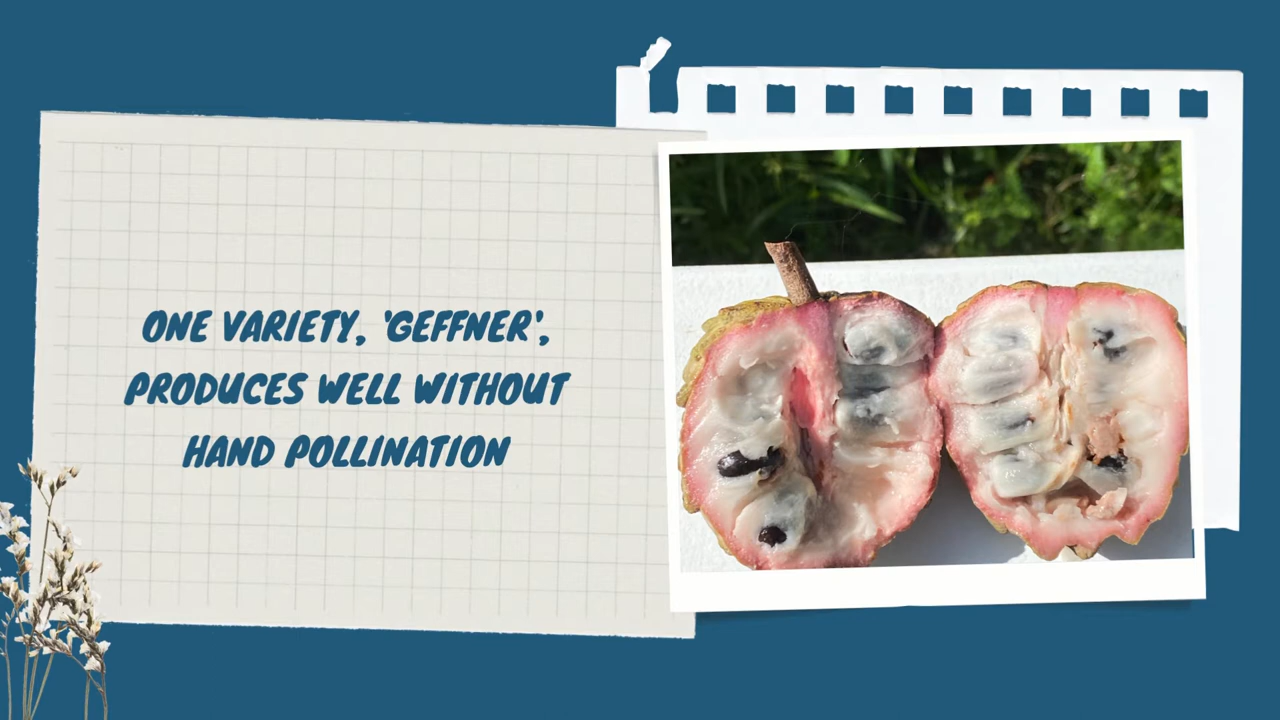 ONE VARIETY, 'GEFFNER',
PRODUCES WELL WITHOUT
HAND POLLINATION